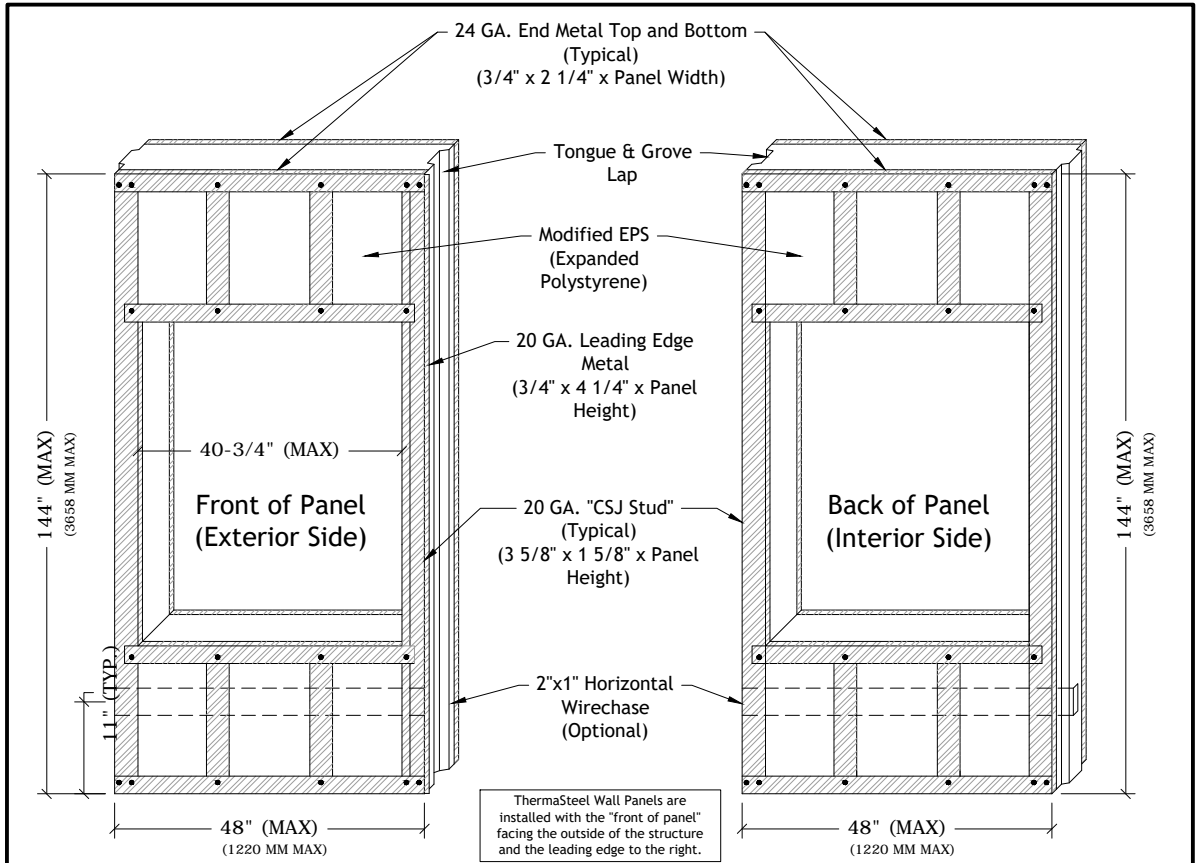 24 GA. End Metal Top and Bottom
(Typical)
(3/4" x 2 1/4" x Panel Width)
Tongue & Grove
Lap
Modified EPS
(Expanded
Polystyrene)
20 GA. Leading Edge
Metal
(3/4" x 4 1/4" x Panel
Height)
144" (MAX)
(3658 MM MAX)
40-3/4" (MAX)
Front of Panel
(Exterior Side)
20 GA. "CSJ Stud"
(Typical)
(3 5/8" x 1 5/8" x Panel
Height)
Back of Panel
(Interior Side)
144" (MAX)
(3658 MM MAX)
11" (TYP.)
2"x1" Horizontal
Wirechase
(Optional)
48" (MAX)
(1220 MM MAX)
ThermaSteel Wall Panels are
installed with the "front of panel"
facing the outside of the structure
and the leading edge to the right.
48" (MAX)
(1220 MM MAX)